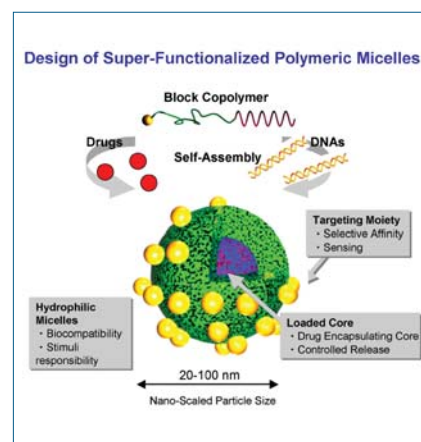 Design of Super-Functionalized Polymeric Micelles
Block Copolymer
Drugs
Self-Assembly
DNAs
Targeting Moiety
・Selective Affinity
・Sensing
Hydrophilic
Micelles
・Biocompatibility
・Stimuli
responsibility
Loaded Core
・Drug Encapsulating Core
・Controlled Release
20-100 nm
Nano-Scaled Particle Size